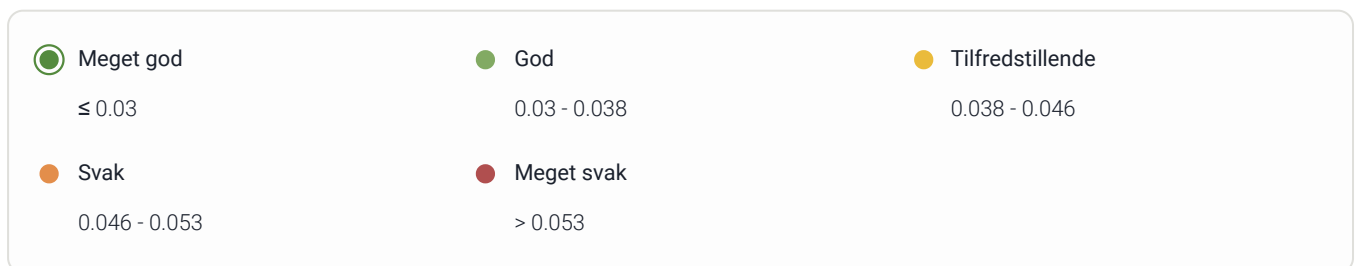 Meget god
≤ 0.03
God
0.03 - 0.038
Tilfredstillende
0.038 - 0.046
Svak
0.046 - 0.053
Meget svak
> 0.053